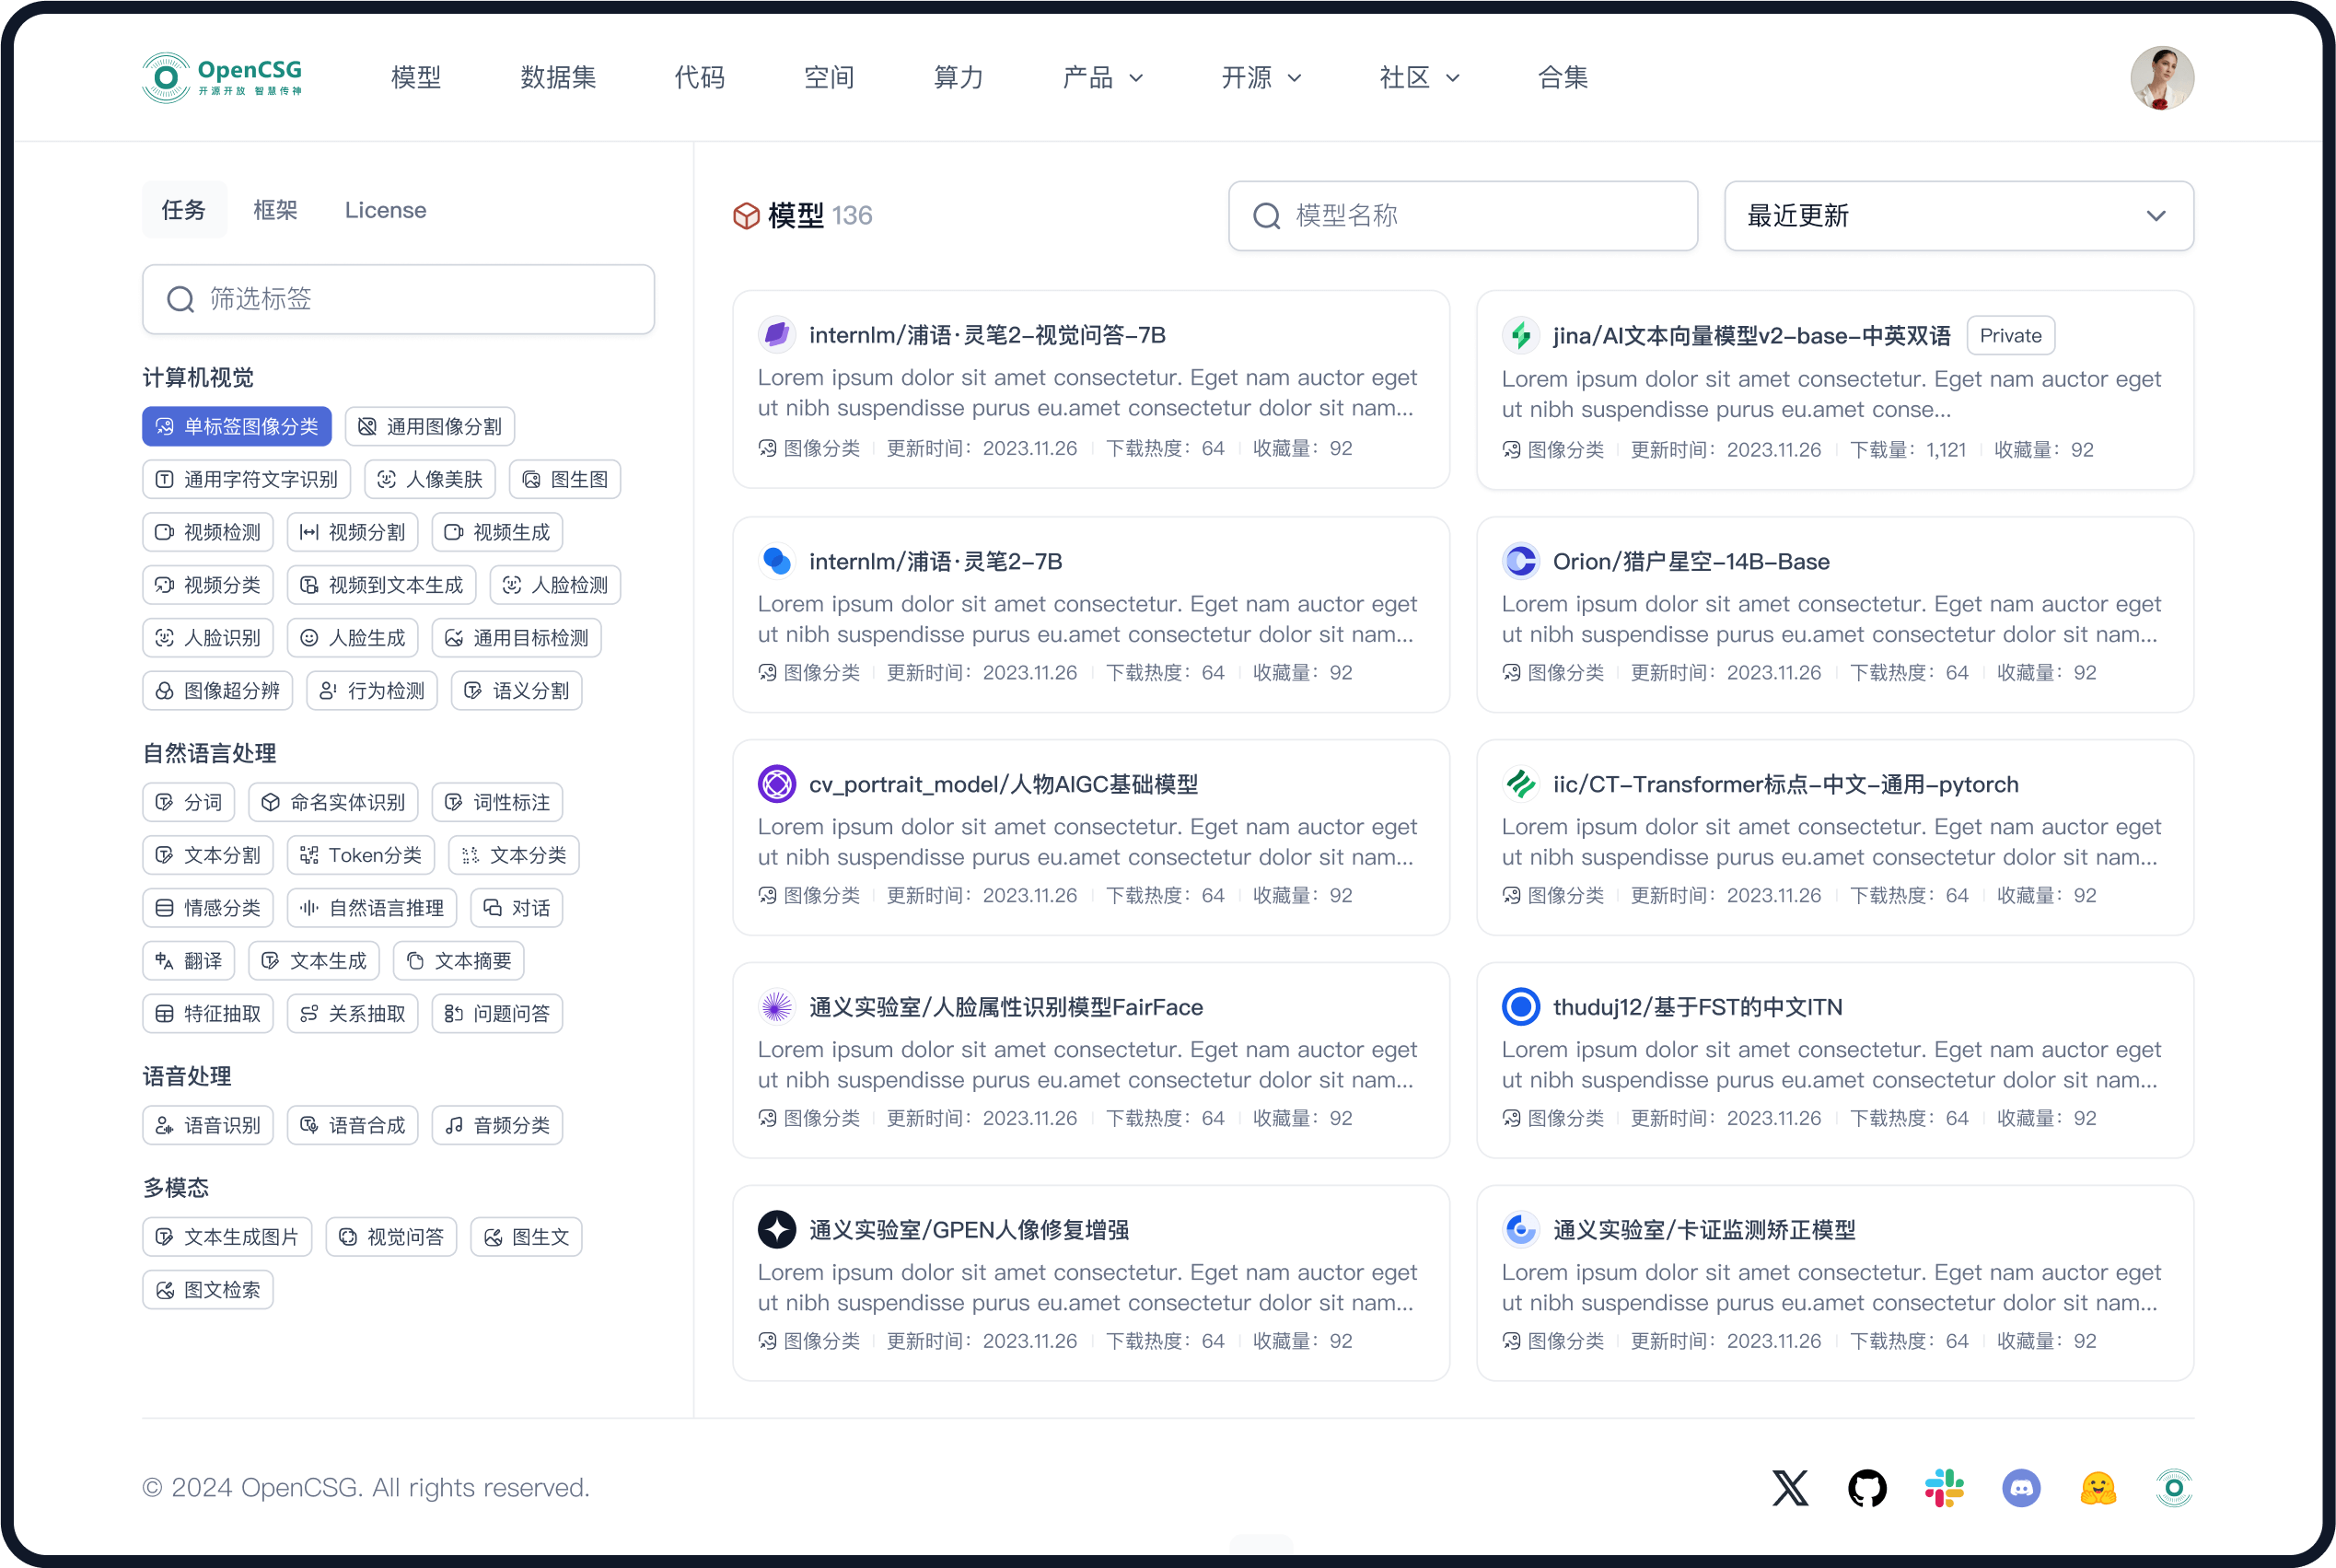 OpenCSG
开源开放 智慧传神
模型 数据集 代码 空间 算力 产品 开源 社区 合集
任务 框架 License
筛选标签
计算机视觉
单标签图像分类 通用图像分割
通用字符文字识别 人像美肤 图生图
视频检测 视频分割 视频生成
视频分类 视频到文本生成 人脸检测
人脸识别 人脸生成 通用目标检测
图像超分辨 行为检测 语义分割
自然语言处理
分词 命名实体识别 词性标注
文本分割 Token分类 文本分类
情感分类 自然语言推理 对话
翻译 文本生成 文本摘要
特征抽取 关系抽取 问题问答
语音处理
语音识别 语音合成 音频分类
多模态
文本生成图片 视觉问答 图生文
图文检索
模型 136
模型名称
最近更新
internlm/浦语·灵笔2-视觉问答-7B
Lorem ipsum dolor sit amet consectetur. Eget nam auctor eget
ut nibh suspendisse purus eu.amet consectetur dolor sit nam...
图像分类 更新时间：2023.11.26 下载热度：64 收藏量：92
jina/AI文本向量模型v2-base-中英双语 Private
Lorem ipsum dolor sit amet consectetur. Eget nam auctor eget
ut nibh suspendisse purus eu.amet conse...
图像分类 更新时间：2023.11.26 下载量：1,121 收藏量：92
internlm/浦语·灵笔2-7B
Lorem ipsum dolor sit amet consectetur. Eget nam auctor eget
ut nibh suspendisse purus eu.amet consectetur dolor sit nam...
图像分类 更新时间：2023.11.26 下载热度：64 收藏量：92
Orion/猎户星空-14B-Base
Lorem ipsum dolor sit amet consectetur. Eget nam auctor eget
ut nibh suspendisse purus eu.amet consectetur dolor sit nam...
图像分类 更新时间：2023.11.26 下载热度：64 收藏量：92
cv_portrait_model/人物AIGC基础模型
Lorem ipsum dolor sit amet consectetur. Eget nam auctor eget
ut nibh suspendisse purus eu.amet consectetur dolor sit nam...
图像分类 更新时间：2023.11.26 下载热度：64 收藏量：92
iic/CT-Transformer标点-中文-通用-pytorch
Lorem ipsum dolor sit amet consectetur. Eget nam auctor eget
ut nibh suspendisse purus eu.amet consectetur dolor sit nam...
图像分类 更新时间：2023.11.26 下载热度：64 收藏量：92
通义实验室/人脸属性识别模型FairFace
Lorem ipsum dolor sit amet consectetur. Eget nam auctor eget
ut nibh suspendisse purus eu.amet consectetur dolor sit nam...
图像分类 更新时间：2023.11.26 下载热度：64 收藏量：92
thuduj12/基于FST的中文ITN
Lorem ipsum dolor sit amet consectetur. Eget nam auctor eget
ut nibh suspendisse purus eu.amet consectetur dolor sit nam...
图像分类 更新时间：2023.11.26 下载热度：64 收藏量：92
通义实验室/GPEN人像修复增强
Lorem ipsum dolor sit amet consectetur. Eget nam auctor eget
ut nibh suspendisse purus eu.amet consectetur dolor sit nam...
图像分类 更新时间：2023.11.26 下载热度：64 收藏量：92
通义实验室/卡证监测矫正模型
Lorem ipsum dolor sit amet consectetur. Eget nam auctor eget
ut nibh suspendisse purus eu.amet consectetur dolor sit nam...
图像分类 更新时间：2023.11.26 下载热度：64 收藏量：92
© 2024 OpenCSG. All rights reserved.